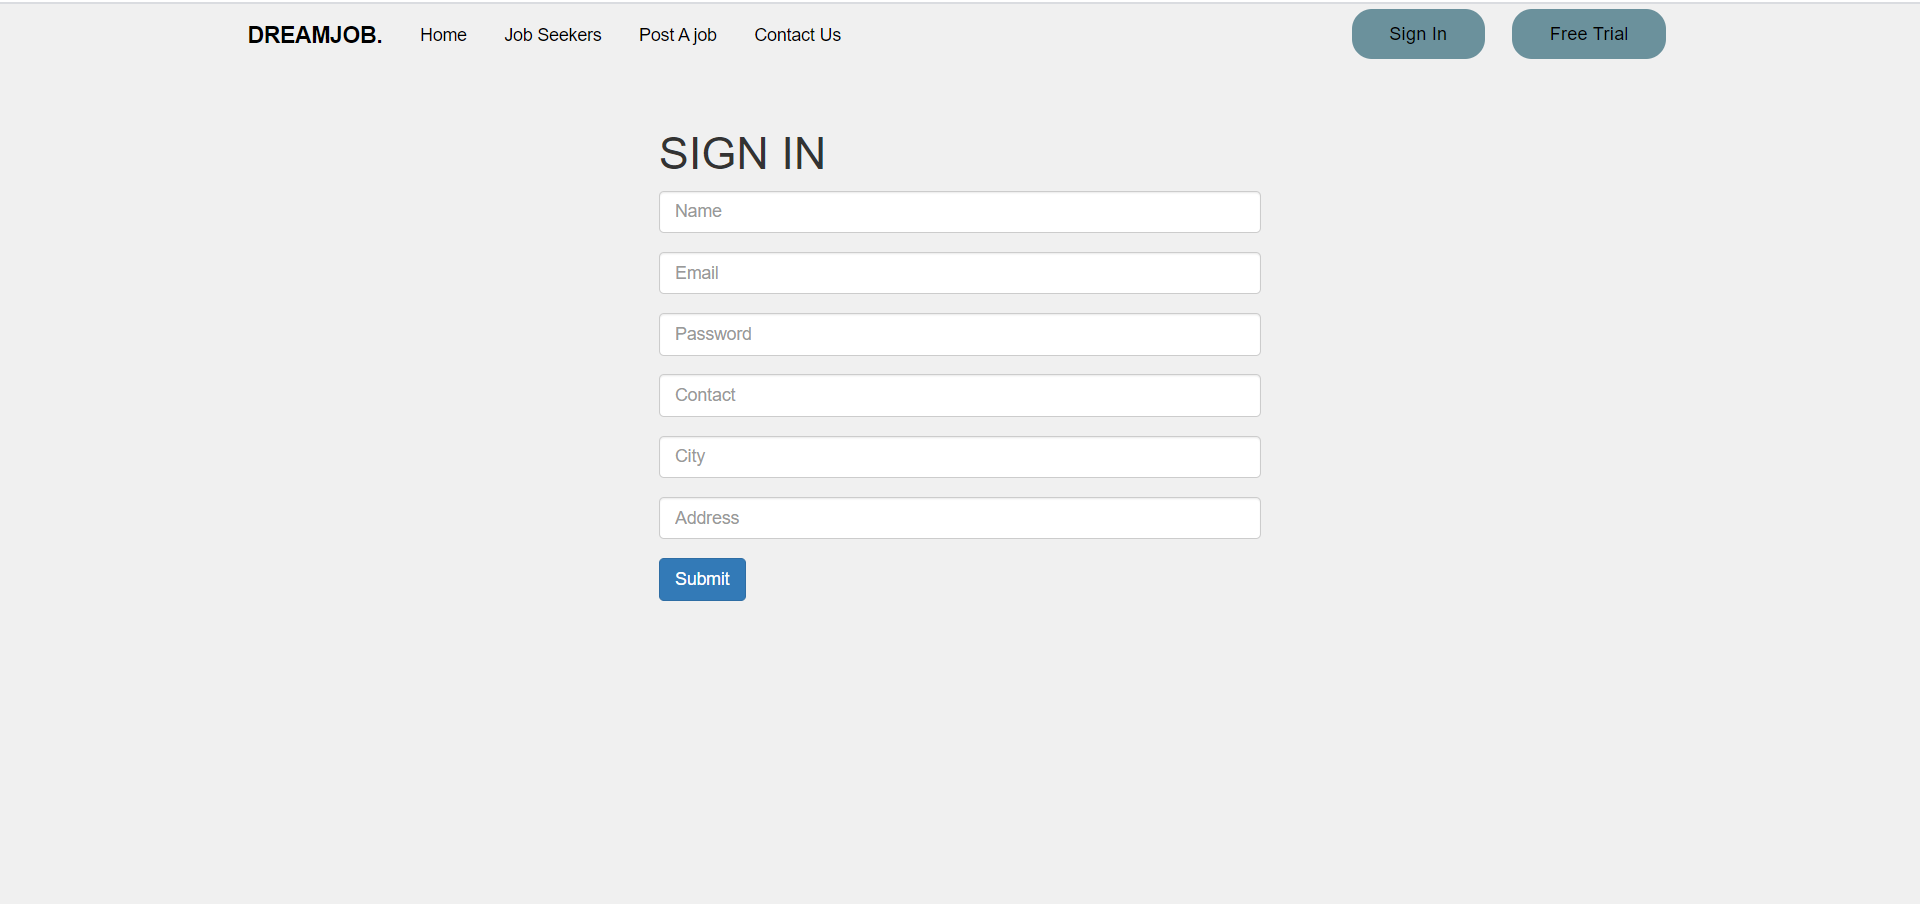 DREAMJOB. Home Job Seekers Post A job Contact Us Sign In Free Trial
SIGN IN
Name
Email
Password
Contact
City
Address
Submit